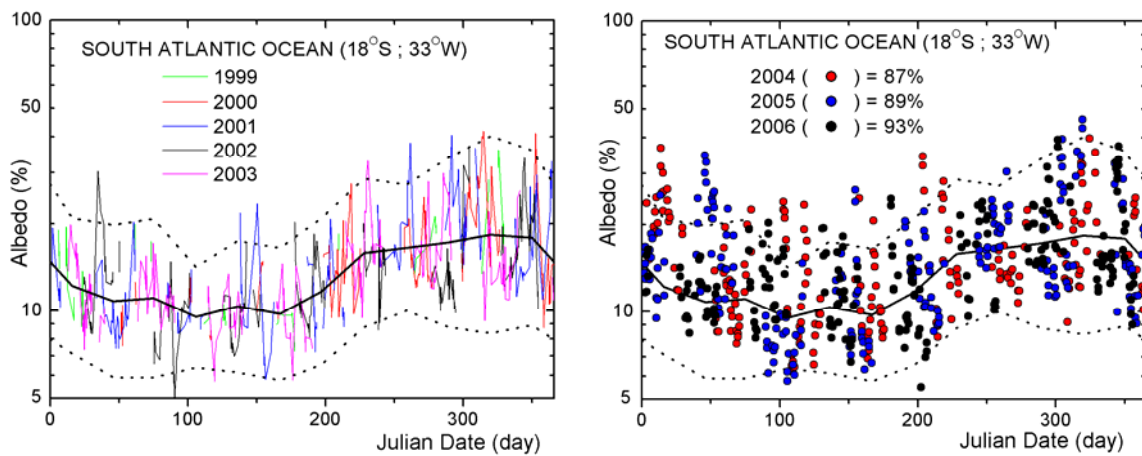 SOUTH ATLANTIC OCEAN (18°S ; 33°W)
1999
2000
2001
2002
2003
Albedo (%)
100
50
10
5
0
100
200
300
Julian Date (day)
SOUTH ATLANTIC OCEAN (18°S ; 33°W)
2004 ( ) = 87%
2005 ( ) = 89%
2006 ( ) = 93%
Albedo (%)
100
50
10
5
0
100
200
300
Julian Date (day)